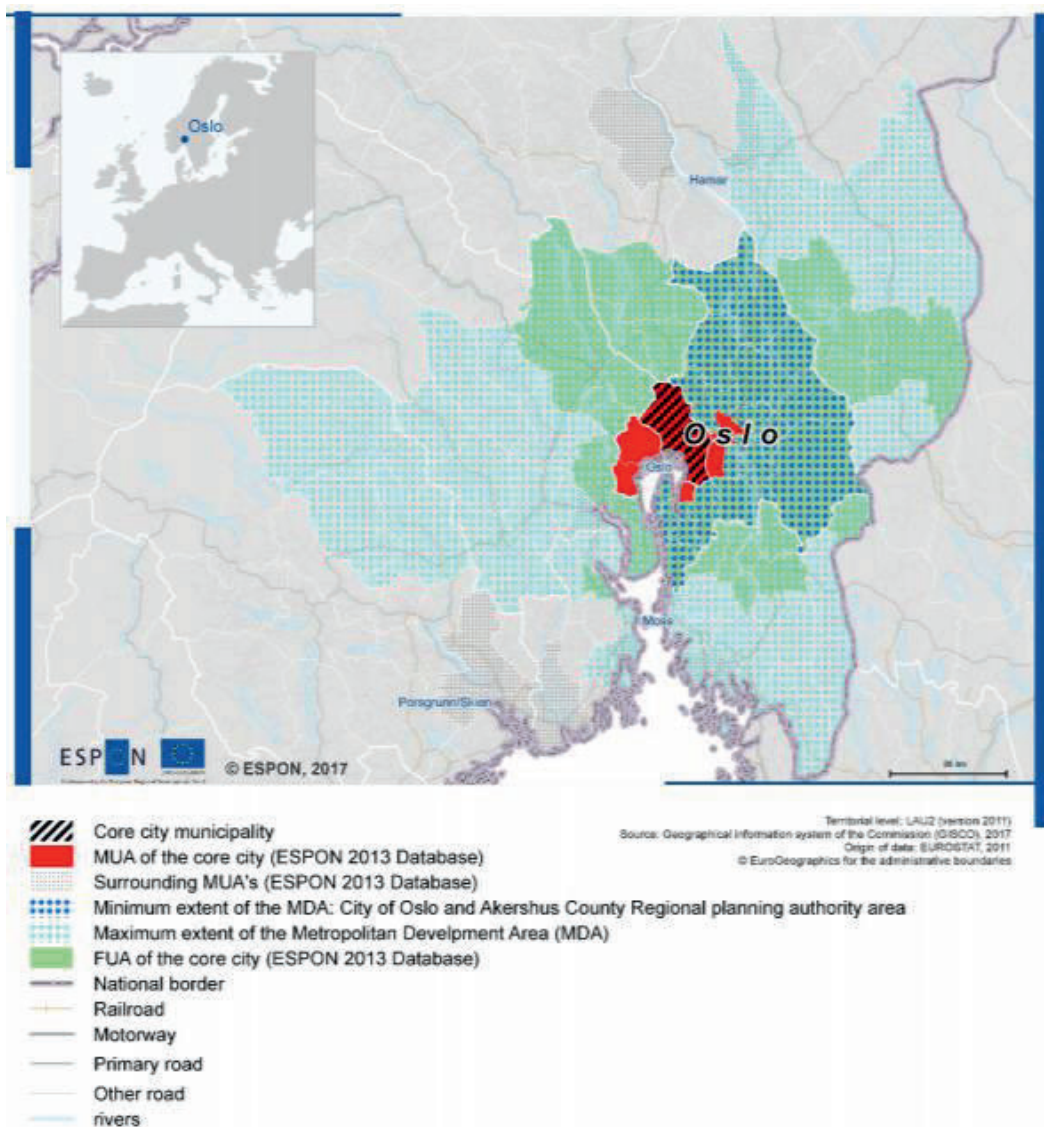 Oslo
Hamar
Oslo
Oslo
Moss
Porsgrunn/Skien
ESPON
© ESPON, 2017
Territorial level: LAU2 (version 2011)
Source: Geographical information system of the Commission (GISCO), 2017
Origin of data: EUROSTAT, 2011
© EuroGeographics for the administrative boundaries
Core city municipality
MUA of the core city (ESPON 2013 Database)
Surrounding MUA's (ESPON 2013 Database)
Minimum extent of the MDA: City of Oslo and Akershus County Regional planning authority area
Maximum extent of the Metropolitan Develpment Area (MDA)
FUA of the core city (ESPON 2013 Database)
National border
Railroad
Motorway
Primary road
Other road
rivers